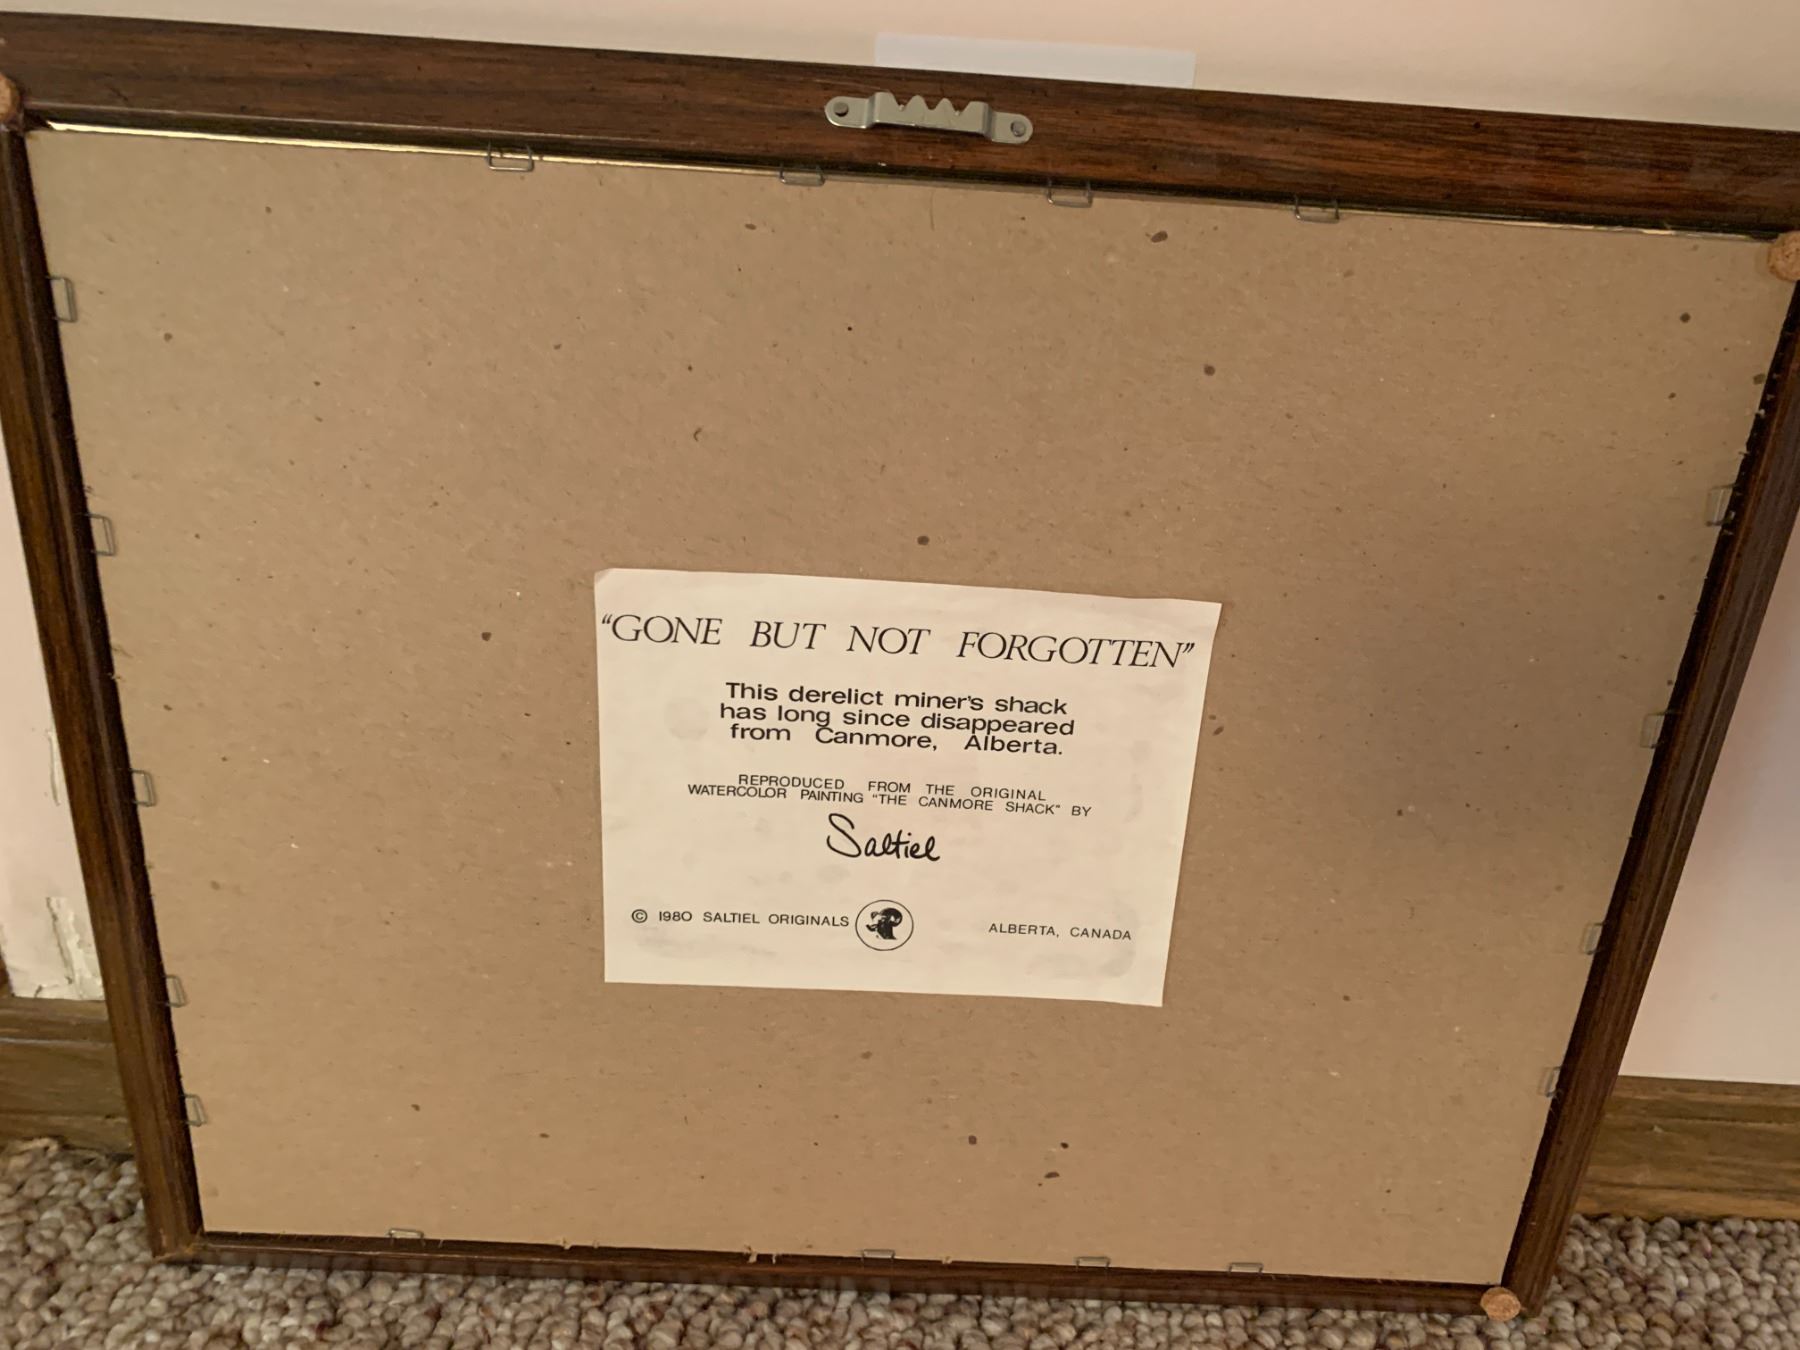 “GONE BUT NOT FORGOTTEN”
This derelict miner's shack
has long since disappeared
from Canmore, Alberta.
REPRODUCED FROM THE ORIGINAL
WATERCOLOR PAINTING "THE CANMORE SHACK" BY
Saltiel
© 1980 SALTIEL ORIGINALS
ALBERTA, CANADA